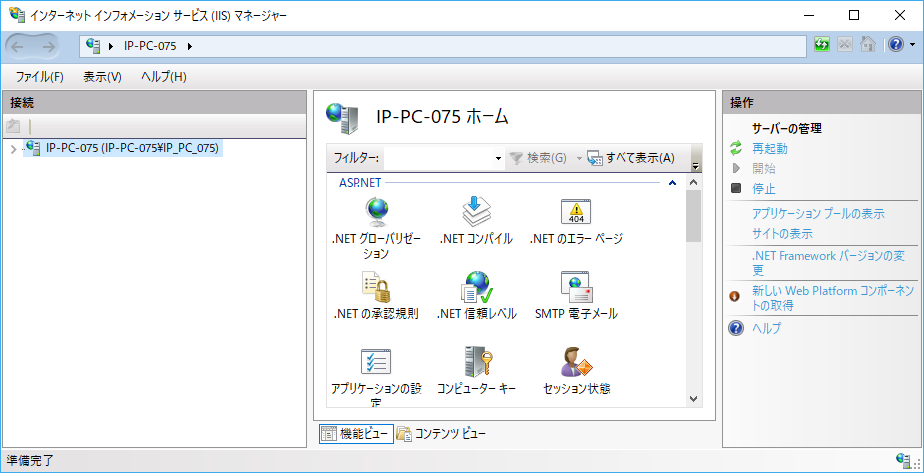 インターネット インフォメーション サービス (IIS) マネージャー
IP-PC-075
ファイル(F) 表示(V) ヘルプ(H)
接続
IP-PC-075 (IP-PC-075¥IP_PC_075)
IP-PC-075 ホーム
フィルター: 検索(G) すべて表示(A)
ASP.NET
.NET グローバリゼー
ション
.NET コンパイル
.NET のエラー ページ
404
.NET の承認規則
.NET 信頼レベル
SMTP 電子メール
アプリケーションの設
定
コンピューター キー
セッション状態
機能ビュー コンテンツ ビュー
操作
サーバーの管理
再起動
開始
停止
アプリケーション プールの表示
サイトの表示
.NET Framework バージョンの変
更
新しい Web Platform コンポーネン
トの取得
ヘルプ
準備完了